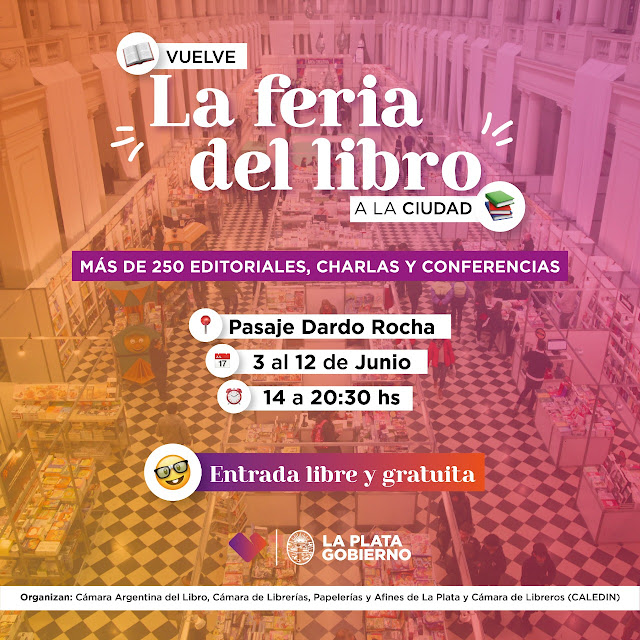 VUELVE
La feria
del libro
A LA CIUDAD
MÁS DE 250 EDITORIALES, CHARLAS Y CONFERENCIAS
Pasaje Dardo Rocha
17
3 al 12 de Junio
14 a 20:30 hs
Entrada libre y gratuita
LA PLATA
GOBIERNO
Organizan: Cámara Argentina del Libro, Cámara de Librerías, Papelerías y Afines de La Plata y Cámara de Libreros (CALEDIN)